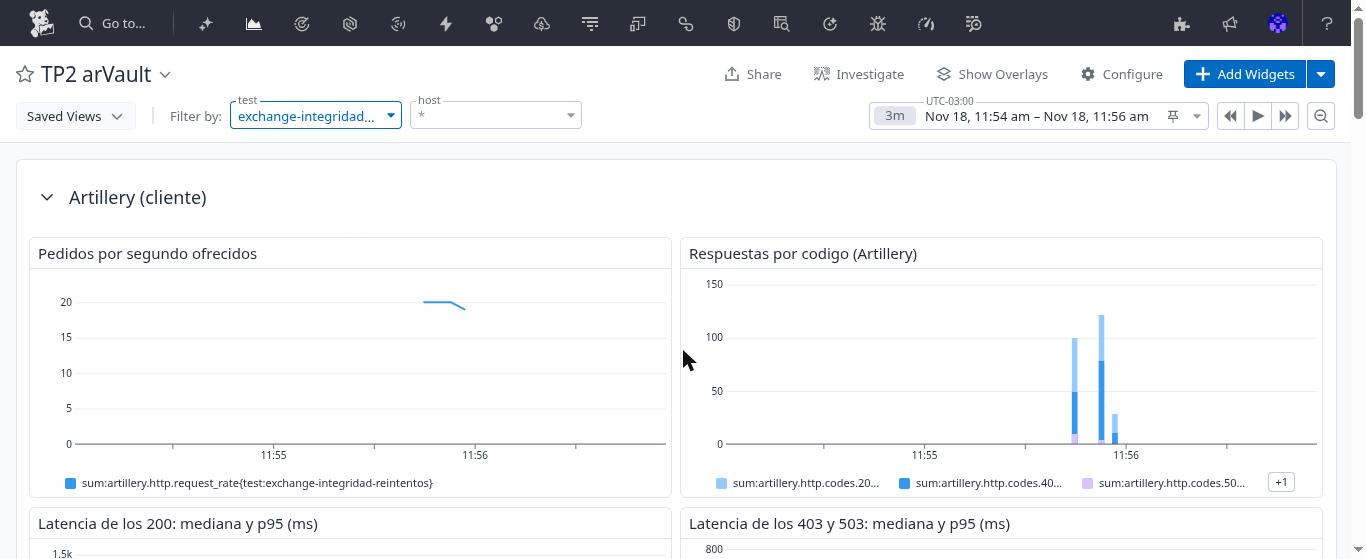 Go to...
TP2 arVault
Share
Investigate
Show Overlays
Configure
Add Widgets
Saved Views
Filter by:
test
exchange-integridad...
host
*
UTC-03:00
3m
Nov 18, 11:54 am – Nov 18, 11:56 am
Artillery (cliente)
Pedidos por segundo ofrecidos
20
15
10
5
0
11:55
11:56
sum:artillery.http.request_rate{test:exchange-integridad-reintentos}
Respuestas por codigo (Artillery)
150
100
50
0
11:55
11:56
sum:artillery.http.codes.20...
sum:artillery.http.codes.40...
sum:artillery.http.codes.50...
+1
Latencia de los 200: mediana y p95 (ms)
1.5k
Latencia de los 403 y 503: mediana y p95 (ms)
800